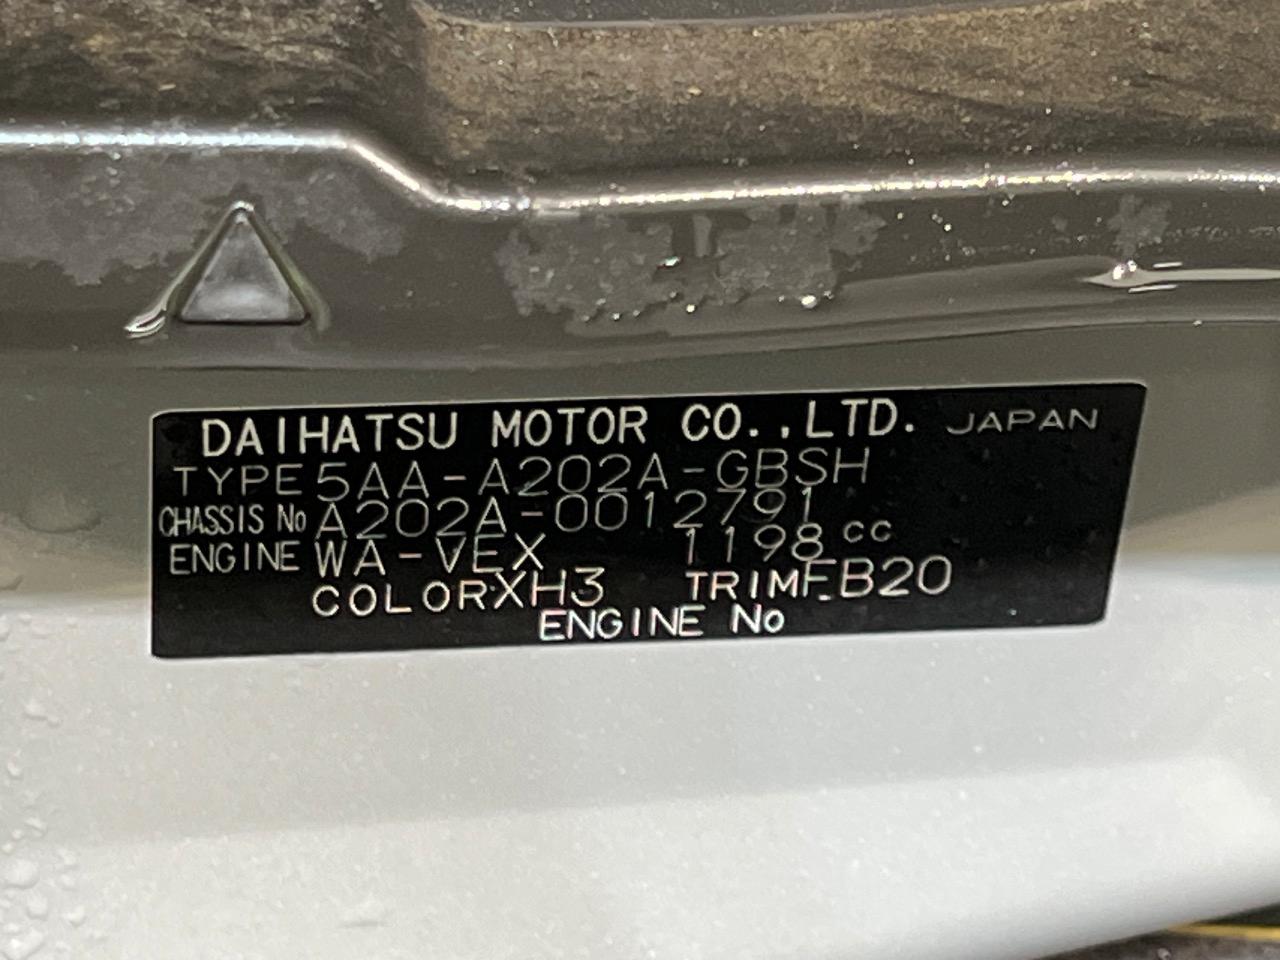 DAIHATSU MOTOR CO.,LTD. JAPAN
TYPE 5AA-A202A-GBSH
CHASSIS No A202A-0012791
ENGINE WA-VEX 1198 cc
COLOR XH3 TRIM FB20
ENGINE No